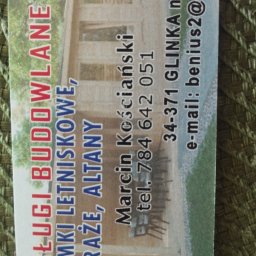 ŁUGI BUDOWLANE
MKI LETNISKOWE,
RAŻE, ALTANY
Marcin Kościański
tel. 784 642 051
34-371 GLINKA n
e-mail: benius2@